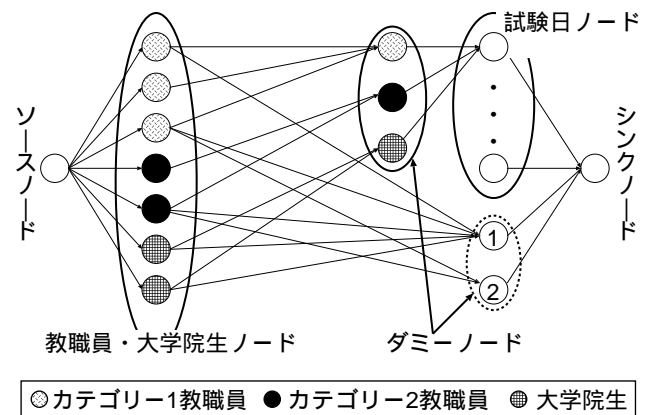 試験日ノード
ソースノード
シンクノード
1
2
教職員・大学院生ノード
ダミーノード
カテゴリー1教職員 カテゴリー2教職員 大学院生